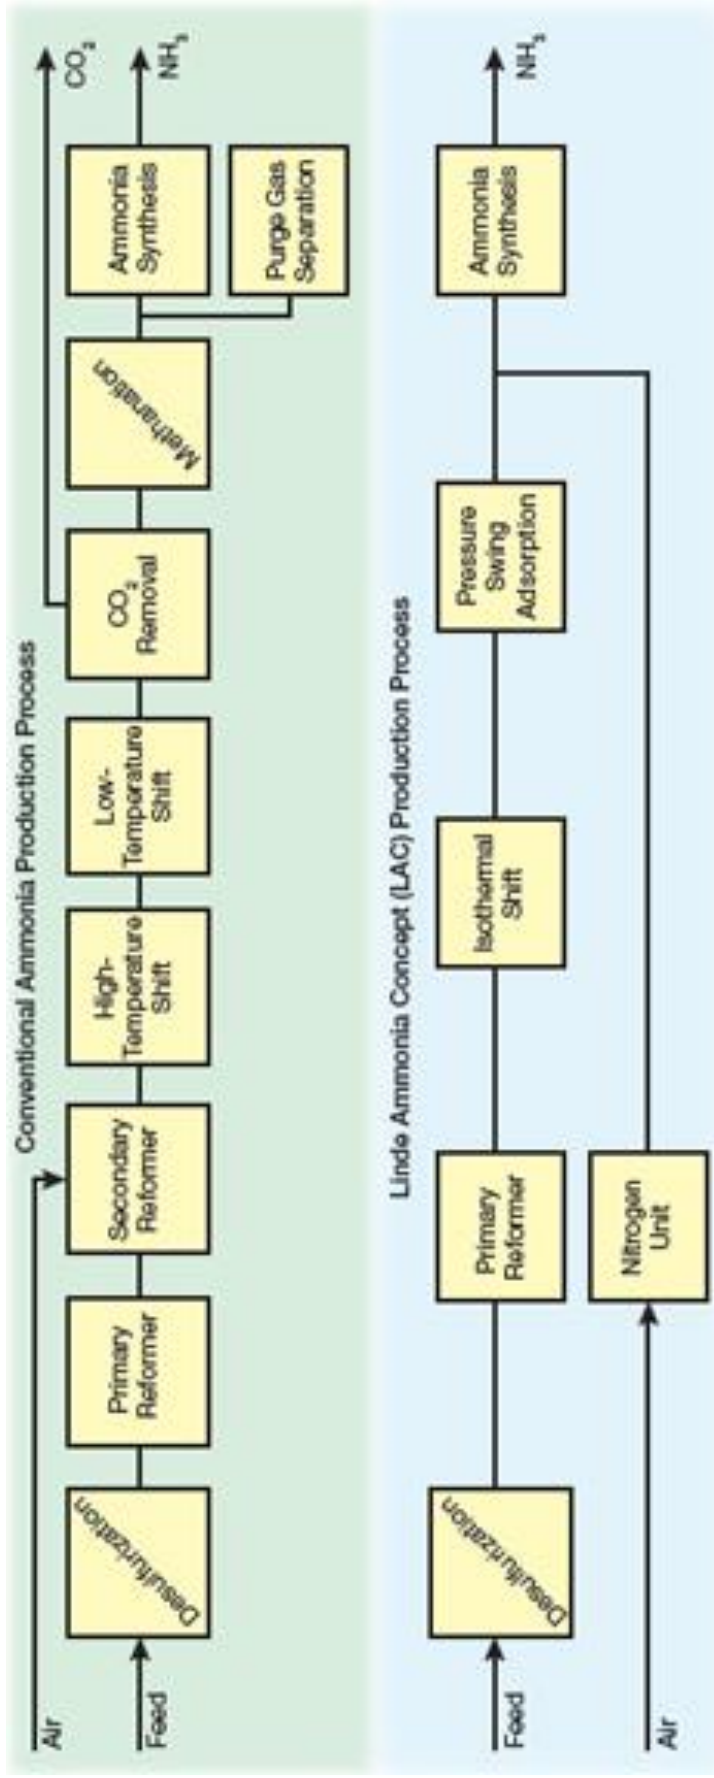 Conventional Ammonia Production Process
Air
Feed
Desulfurization
Primary
Reformer
Secondary
Reformer
High-
Temperature
Shift
Low-
Temperature
Shift
CO₂
Removal
Methanation
Ammonia
Synthesis
Purge Gas
Separation
CO₂
NH₃
Linde Ammonia Concept (LAC) Production Process
Feed
Desulfurization
Primary
Reformer
Isothermal
Shift
Pressure
Swing
Adsorption
Ammonia
Synthesis
NH₃
Air
Nitrogen
Unit